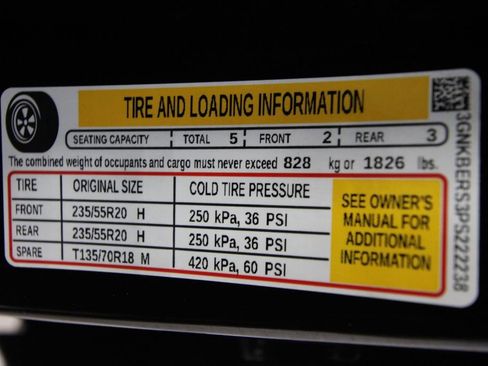 TIRE AND LOADING INFORMATION
SEATING CAPACITY TOTAL 5 FRONT 2 REAR 3
The combined weight of occupants and cargo must never exceed 828 kg or 1826 lbs.
TIRE ORIGINAL SIZE COLD TIRE PRESSURE
FRONT 235/55R20 H 250 kPa, 36 PSI
REAR 235/55R20 H 250 kPa, 36 PSI
SPARE T135/70R18 M 420 kPa, 60 PSI
SEE OWNER'S
MANUAL FOR
ADDITIONAL
INFORMATION
3GNKBERS3PS222238